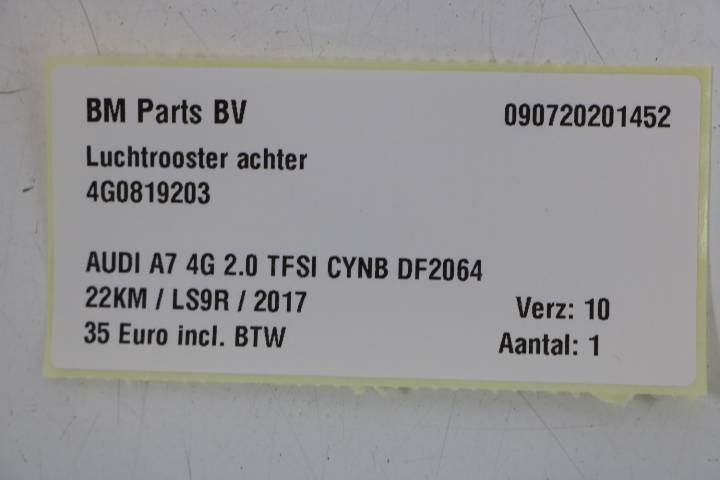 BM Parts BV 090720201452
Luchtrooster achter
4G0819203
AUDI A7 4G 2.0 TFSI CYNB DF2064
22KM / LS9R / 2017 Verz: 10
35 Euro incl. BTW Aantal: 1